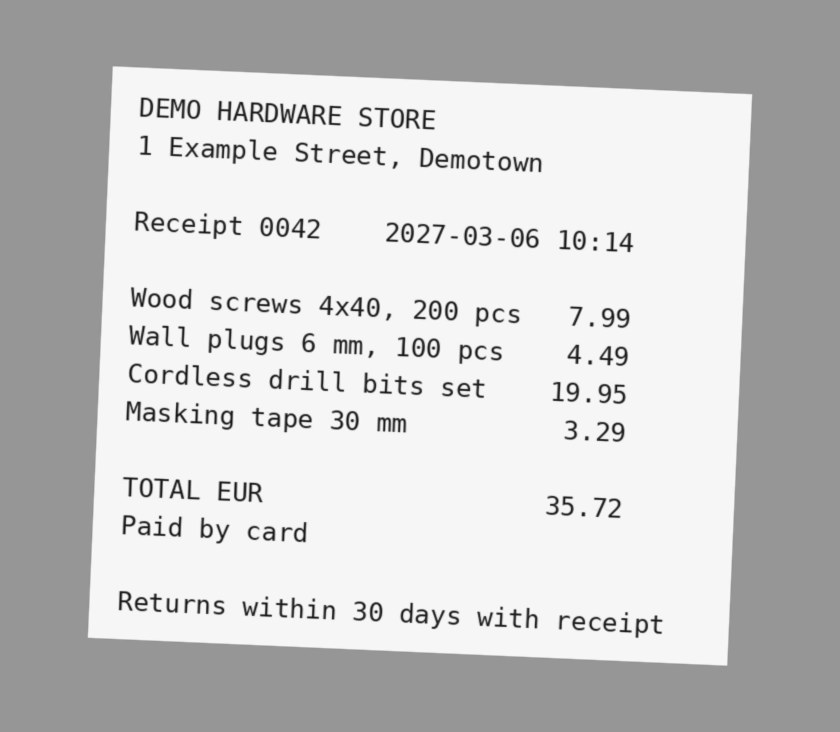 DEMO HARDWARE STORE
1 Example Street, Demotown
Receipt 0042    2027-03-06 10:14
Wood screws 4x40, 200 pcs   7.99
Wall plugs 6 mm, 100 pcs    4.49
Cordless drill bits set    19.95
Masking tape 30 mm          3.29
TOTAL EUR                  35.72
Paid by card
Returns within 30 days with receipt